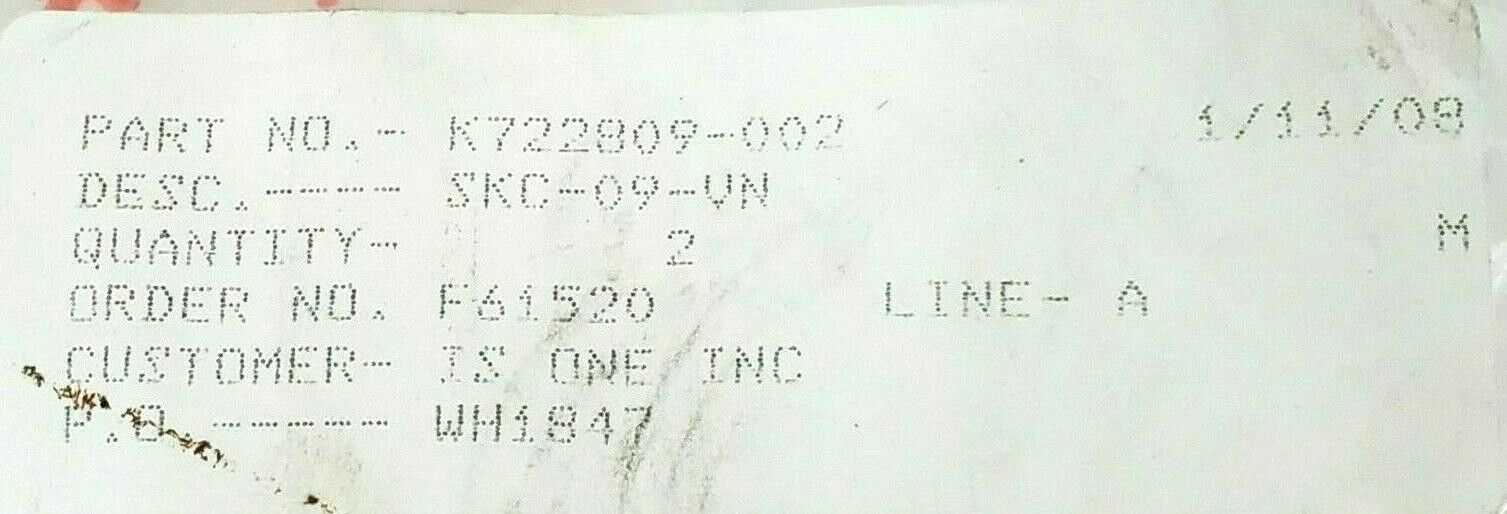 PART NO.- K722809-002 1/11/08
DESC.---- SKC-09-VN
QUANTITY- 2 M
ORDER NO. F61520 LINE- A
CUSTOMER- IS ONE INC
P.O.----- WH1847